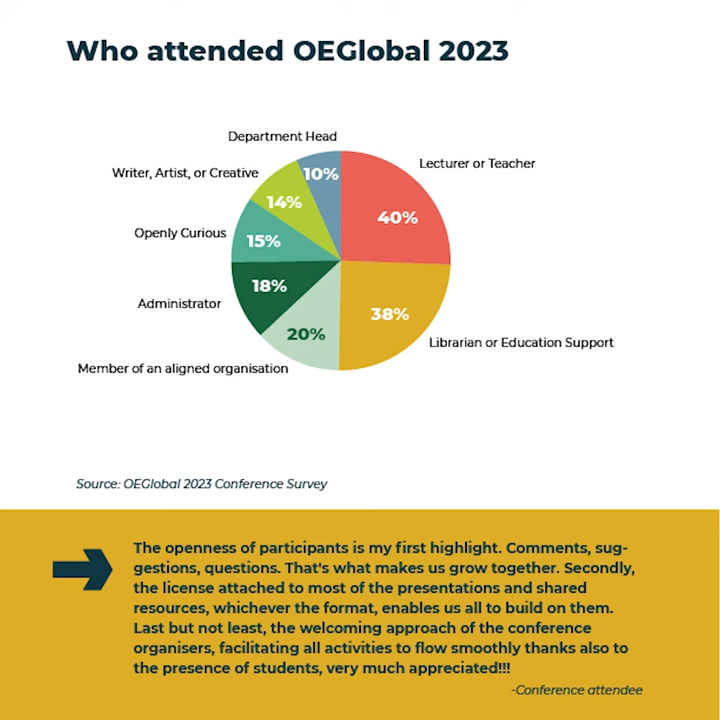 Who attended OEGlobal 2023
Department Head
Writer, Artist, or Creative
Lecturer or Teacher
10%
14%
40%
Openly Curious
15%
18%
Administrator
38%
20%
Librarian or Education Support
Member of an aligned organisation
Source: OEGlobal 2023 Conference Survey
The openness of participants is my first highlight. Comments, sug-
gestions, questions. That's what makes us grow together. Secondly,
the license attached to most of the presentations and shared
resources, whichever the format, enables us all to build on them.
Last but not least, the welcoming approach of the conference
organisers, facilitating all activities to flow smoothly thanks also to
the presence of students, very much appreciated!!!
-Conference attendee